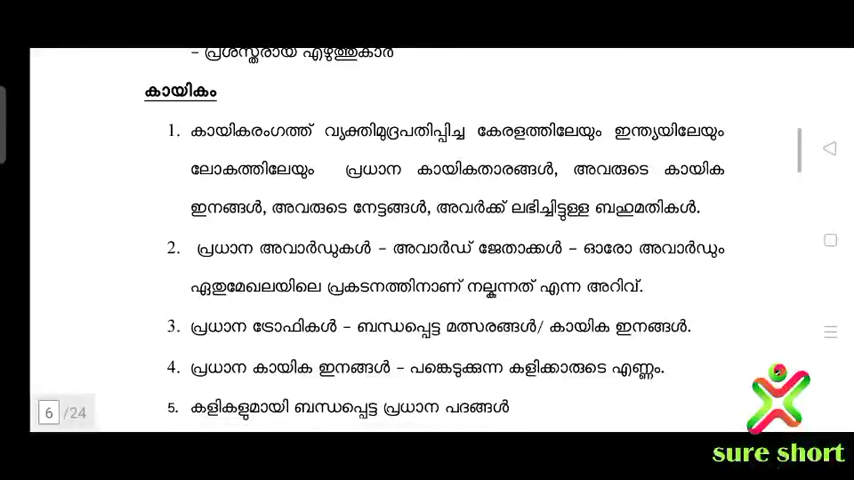 – പ്രശസ്തരായ എഴുത്തുകാർ
കായികം
1. കായികരംഗത്ത് വ്യക്തിമുദ്രപതിപ്പിച്ച കേരളത്തിലേയും ഇന്ത്യയിലേയും
ലോകത്തിലേയും പ്രധാന കായികതാരങ്ങൾ, അവരുടെ കായിക
ഇനങ്ങൾ, അവരുടെ നേട്ടങ്ങൾ, അവർക്ക് ലഭിച്ചിട്ടുള്ള ബഹുമതികൾ.
2. പ്രധാന അവാർഡുകൾ – അവാർഡ് ജേതാക്കൾ – ഓരോ അവാർഡും
ഏതുമേഖലയിലെ പ്രകടനത്തിനാണ് നല്കുന്നത് എന്ന അറിവ്.
3. പ്രധാന ട്രോഫികൾ – ബന്ധപ്പെട്ട മത്സരങ്ങൾ/ കായിക ഇനങ്ങൾ.
4. പ്രധാന കായിക ഇനങ്ങൾ – പങ്കെടുക്കുന്ന കളിക്കാരുടെ എണ്ണം.
5. കളികളുമായി ബന്ധപ്പെട്ട പ്രധാന പദങ്ങൾ
6 /24
sure short